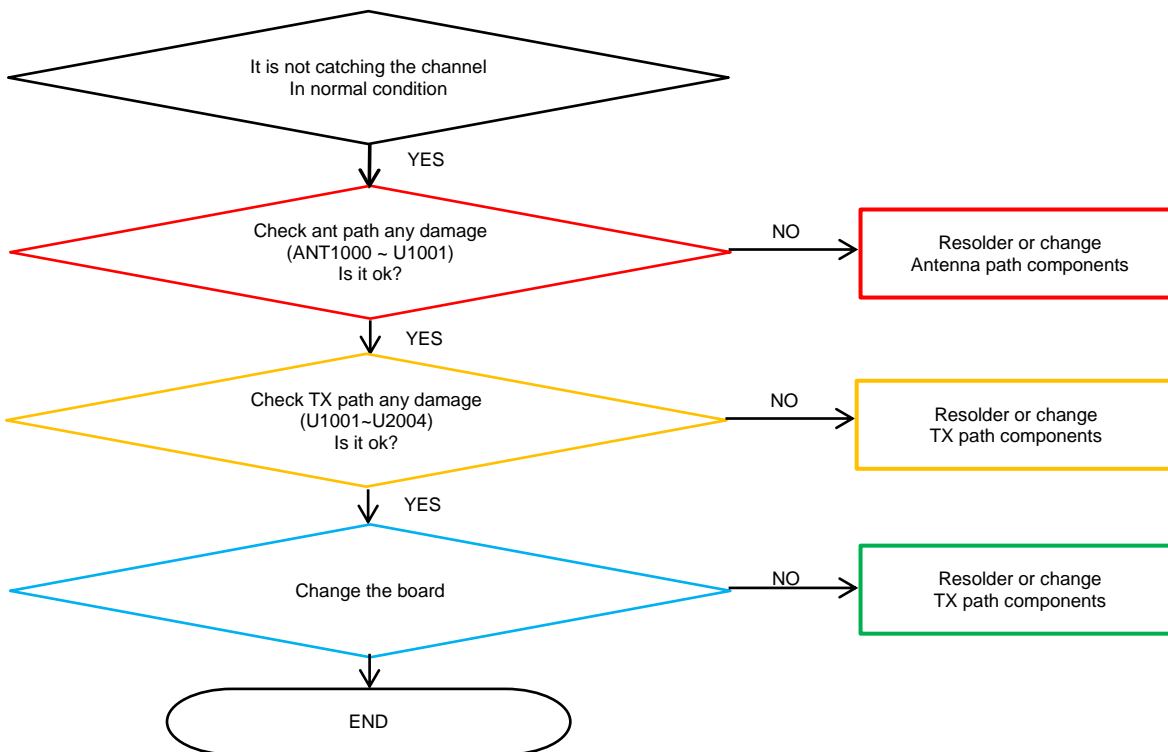 It is not catching the channel
In normal condition
YES
Check ant path any damage
(ANT1000 ~ U1001)
Is it ok?
NO
Resolder or change
Antenna path components
YES
Check TX path any damage
(U1001~U2004)
Is it ok?
NO
Resolder or change
TX path components
YES
Change the board
NO
Resolder or change
TX path components
END